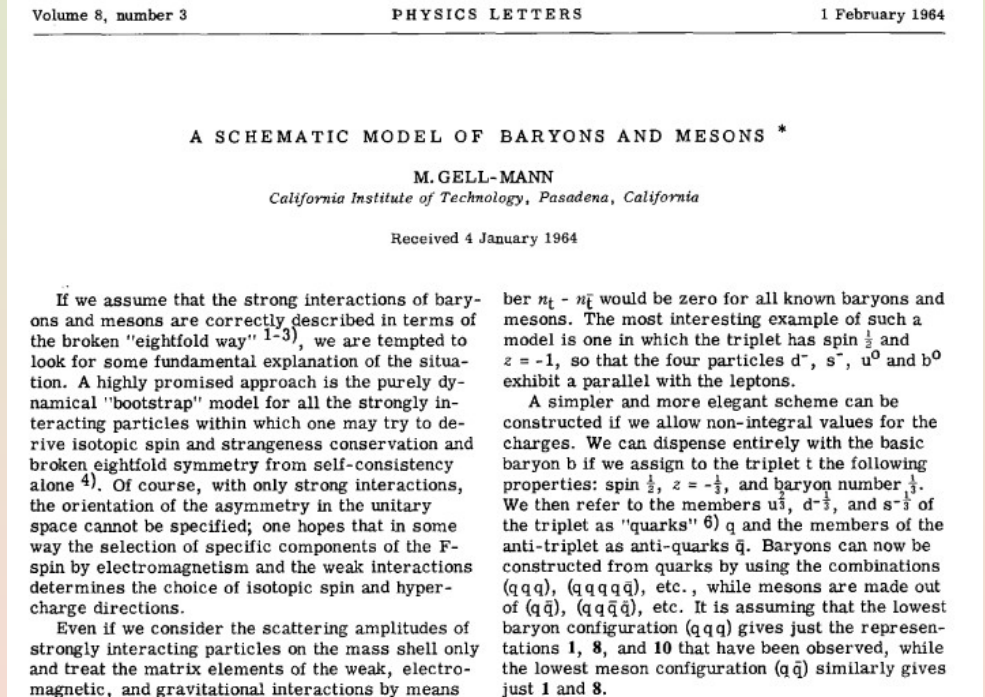 Volume 8, number 3 PHYSICS LETTERS 1 February 1964
A SCHEMATIC MODEL OF BARYONS AND MESONS *
M. GELL-MANN
California Institute of Technology, Pasadena, California
Received 4 January 1964
If we assume that the strong interactions of bary-
ons and mesons are correctly described in terms of
the broken "eightfold way" 1-3), we are tempted to
look for some fundamental explanation of the situa-
tion. A highly promised approach is the purely dy-
namical "bootstrap" model for all the strongly in-
teracting particles within which one may try to de-
rive isotopic spin and strangeness conservation and
broken eightfold symmetry from self-consistency
alone 4). Of course, with only strong interactions,
the orientation of the asymmetry in the unitary
space cannot be specified; one hopes that in some
way the selection of specific components of the F-
spin by electromagnetism and the weak interactions
determines the choice of isotopic spin and hyper-
charge directions.
Even if we consider the scattering amplitudes of
strongly interacting particles on the mass shell only
and treat the matrix elements of the weak, electro-
magnetic, and gravitational interactions by means
ber nt - nt̄ would be zero for all known baryons and
mesons. The most interesting example of such a
model is one in which the triplet has spin ½ and
z = -1, so that the four particles d⁻, s⁻, u⁰ and b⁰
exhibit a parallel with the leptons.
A simpler and more elegant scheme can be
constructed if we allow non-integral values for the
charges. We can dispense entirely with the basic
baryon b if we assign to the triplet t the following
properties: spin ½, z = -⅓, and baryon number ⅓.
We then refer to the members u⅔, d-⅓, and s-⅓ of
the triplet as "quarks" 6) q and the members of the
anti-triplet as anti-quarks q̄. Baryons can now be
constructed from quarks by using the combinations
(q q q), (q q q q q̄), etc., while mesons are made out
of (q q̄), (q q q̄ q̄), etc. It is assuming that the lowest
baryon configuration (q q q) gives just the represen-
tations 1, 8, and 10 that have been observed, while
the lowest meson configuration (q q̄) similarly gives
just 1 and 8.